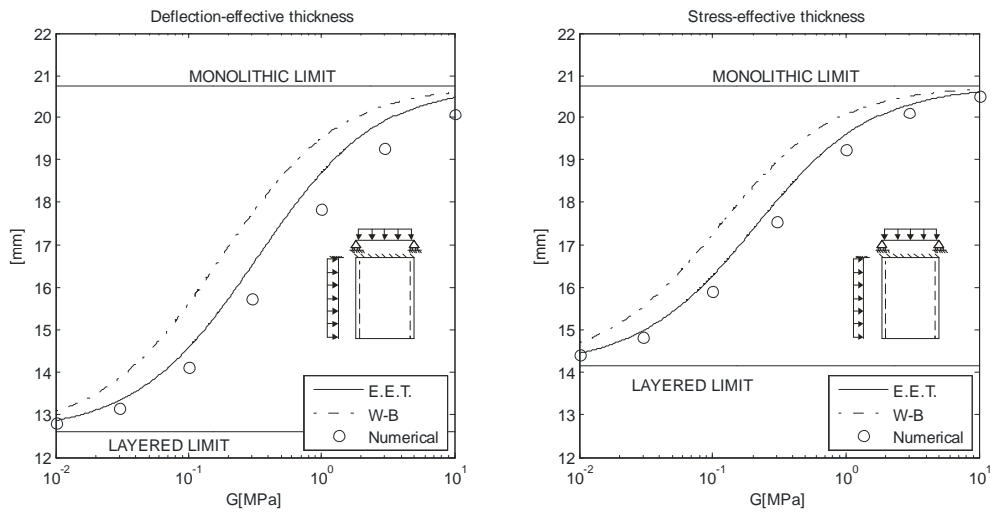 Deflection-effective thickness
22
21
20
19
18
17
16
15
14
13
12
[mm]
MONOLITHIC LIMIT
LAYERED LIMIT
E.E.T.
W-B
Numerical
10^-2
10^-1
10^0
10^1
G[MPa]
Stress-effective thickness
22
21
20
19
18
17
16
15
14
13
12
[mm]
MONOLITHIC LIMIT
LAYERED LIMIT
E.E.T.
W-B
Numerical
10^-2
10^-1
10^0
10^1
G[MPa]